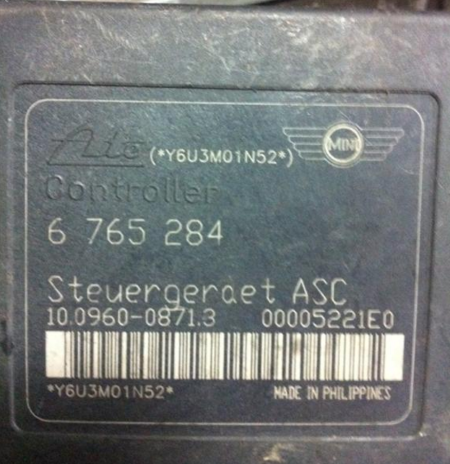 Ate (*Y6U3M01N52*) MINI
Controller
6 765 284
Steuergeraet ASC
10.0960-0871.3 00005221E0
*Y6U3M01N52* MADE IN PHILIPPINES